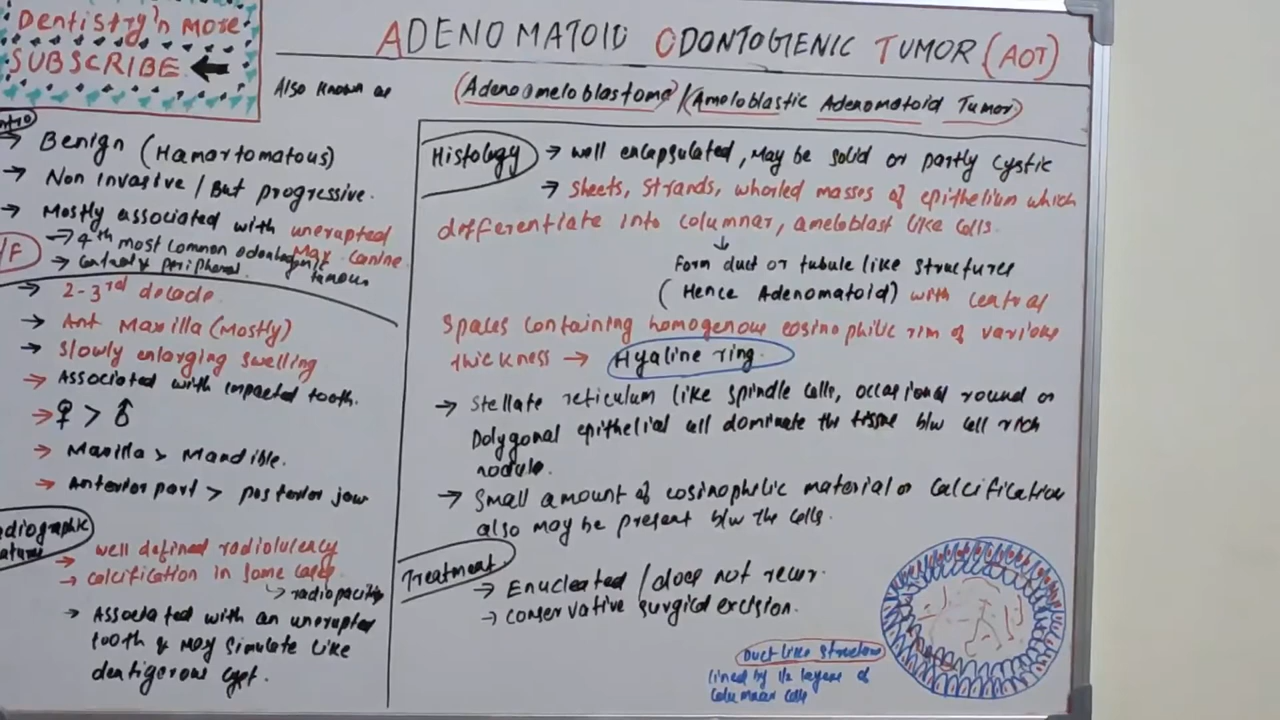 Dentistry'n More
SUBSCRIBE
ADENOMATOID ODONTOGENIC TUMOR (AOT)
Also known as (Adenoameloblastoma)/(Ameloblastic Adenomatoid Tumor)
ntro
→ Benign (Hamartomatous)
→ Non Invasive / But progressive.
→ Mostly associated with unerupted
Max canine
→ 4th most common odontogenic
tumour
→ Central & peripheral
/F
→ 2-3rd decade.
→ Ant Maxilla (Mostly)
→ Slowly enlarging swelling
→ Associated with impacted tooth.
→ ♀ > ♂
→ Maxilla > Mandible.
→ Anterior part > posterior jaw
adiographic
→ well defined radiolulency
→ calcification in some cases.
↳ radiopacity
→ Associated with an unerupted
tooth & may simulate like
dentigerous cyst.
Histology → well encapsulated, may be solid or partly cystic
→ sheets, strands, whorled masses of epithelium which
differentiate into columnar, ameloblast like cells.
↓
Form duct or tubule like structures
(Hence Adenomatoid) with central
spaces containing homogenous eosinophilic rim of various
thickness → Hyaline ring.
→ Stellate reticulum like spindle cells, occasional round or
Polygonal epithelial cell dominate the tissue b/w cell rich
nodule.
→ Small amount of eosinophilic material or calcification
also may be present b/w the cells.
Treatment
→ Enucleated / does not recur.
→ conservative surgical excision.
Duct like structure
lined by 1/2 layers of
columnar cells